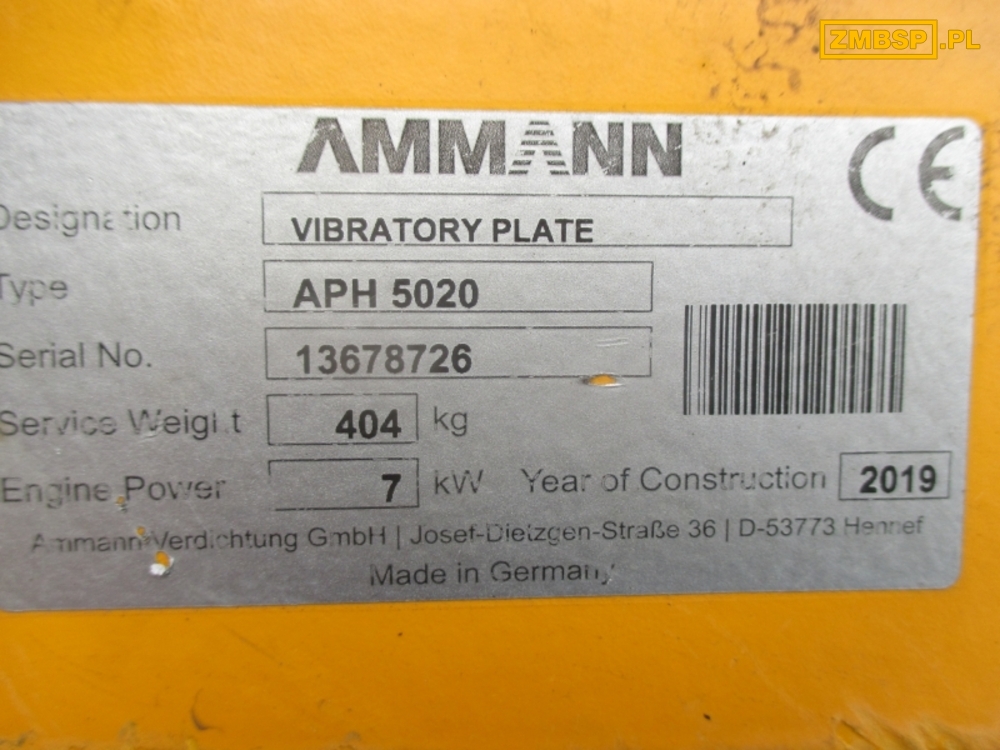 ZMBSP.PL
AMMANN
CE
Designation VIBRATORY PLATE
Type APH 5020
Serial No. 13678726
Service Weight 404 kg
Engine Power 7 kW Year of Construction 2019
Ammann Verdichtung GmbH | Josef-Dietzgen-Straße 36 | D-53773 Hennef
Made in Germany